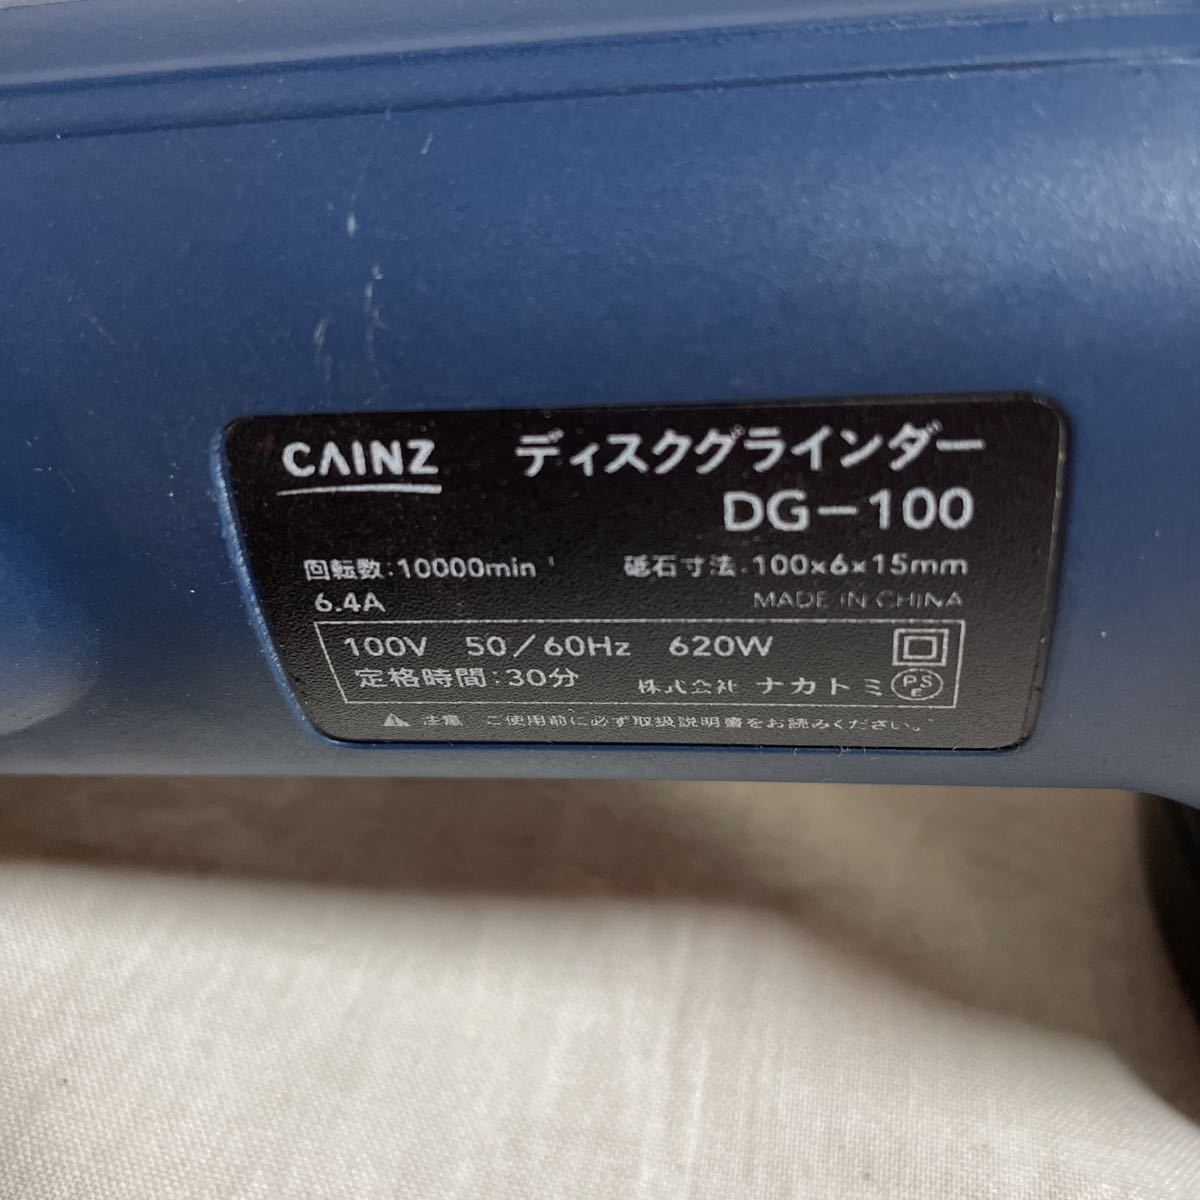 CAINZ ディスクグラインダー
DG-100
回転数:10000min⁻¹ 砥石寸法:100×6×15mm
6.4A MADE IN CHINA
100V 50/60Hz 620W
定格時間:30分 株式会社 ナカトミ PSE
注意 ご使用前に必ず取扱説明書をお読みください。